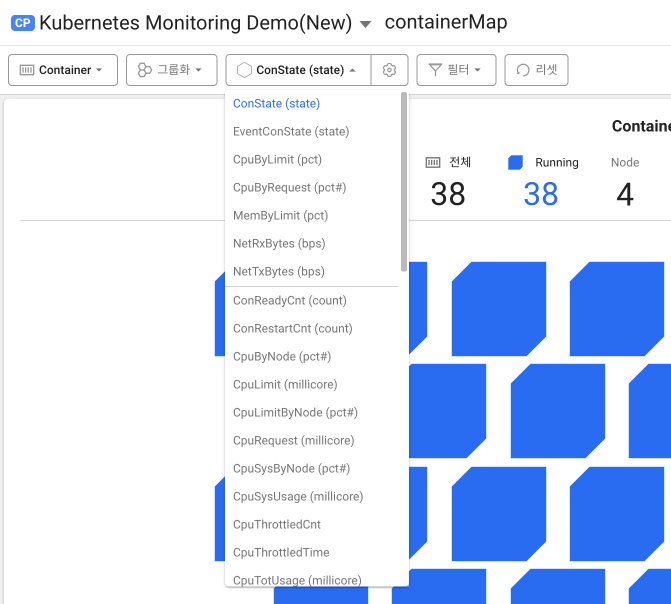 CP Kubernetes Monitoring Demo(New) containerMap
Container 그룹화 ConState (state) 필터 리셋
ConState (state)
EventConState (state)
CpuByLimit (pct)
CpuByRequest (pct#)
MemByLimit (pct)
NetRxBytes (bps)
NetTxBytes (bps)
ConReadyCnt (count)
ConRestartCnt (count)
CpuByNode (pct#)
CpuLimit (millicore)
CpuLimitByNode (pct#)
CpuRequest (millicore)
CpuSysByNode (pct#)
CpuSysUsage (millicore)
CpuThrottledCnt
CpuThrottledTime
CpuTotUsage (millicore)
Containe
전체 Running Node
38 38 4